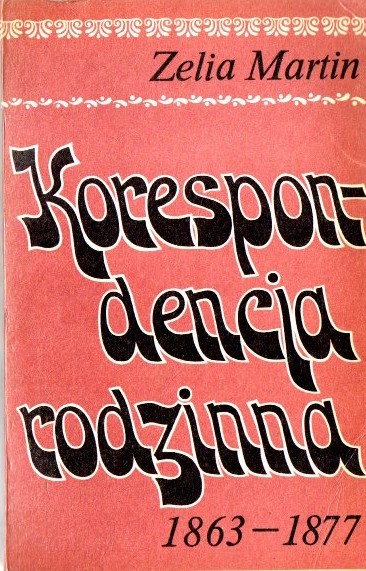 Zelia Martin
Korespon-
dencja
rodzinna
1863–1877